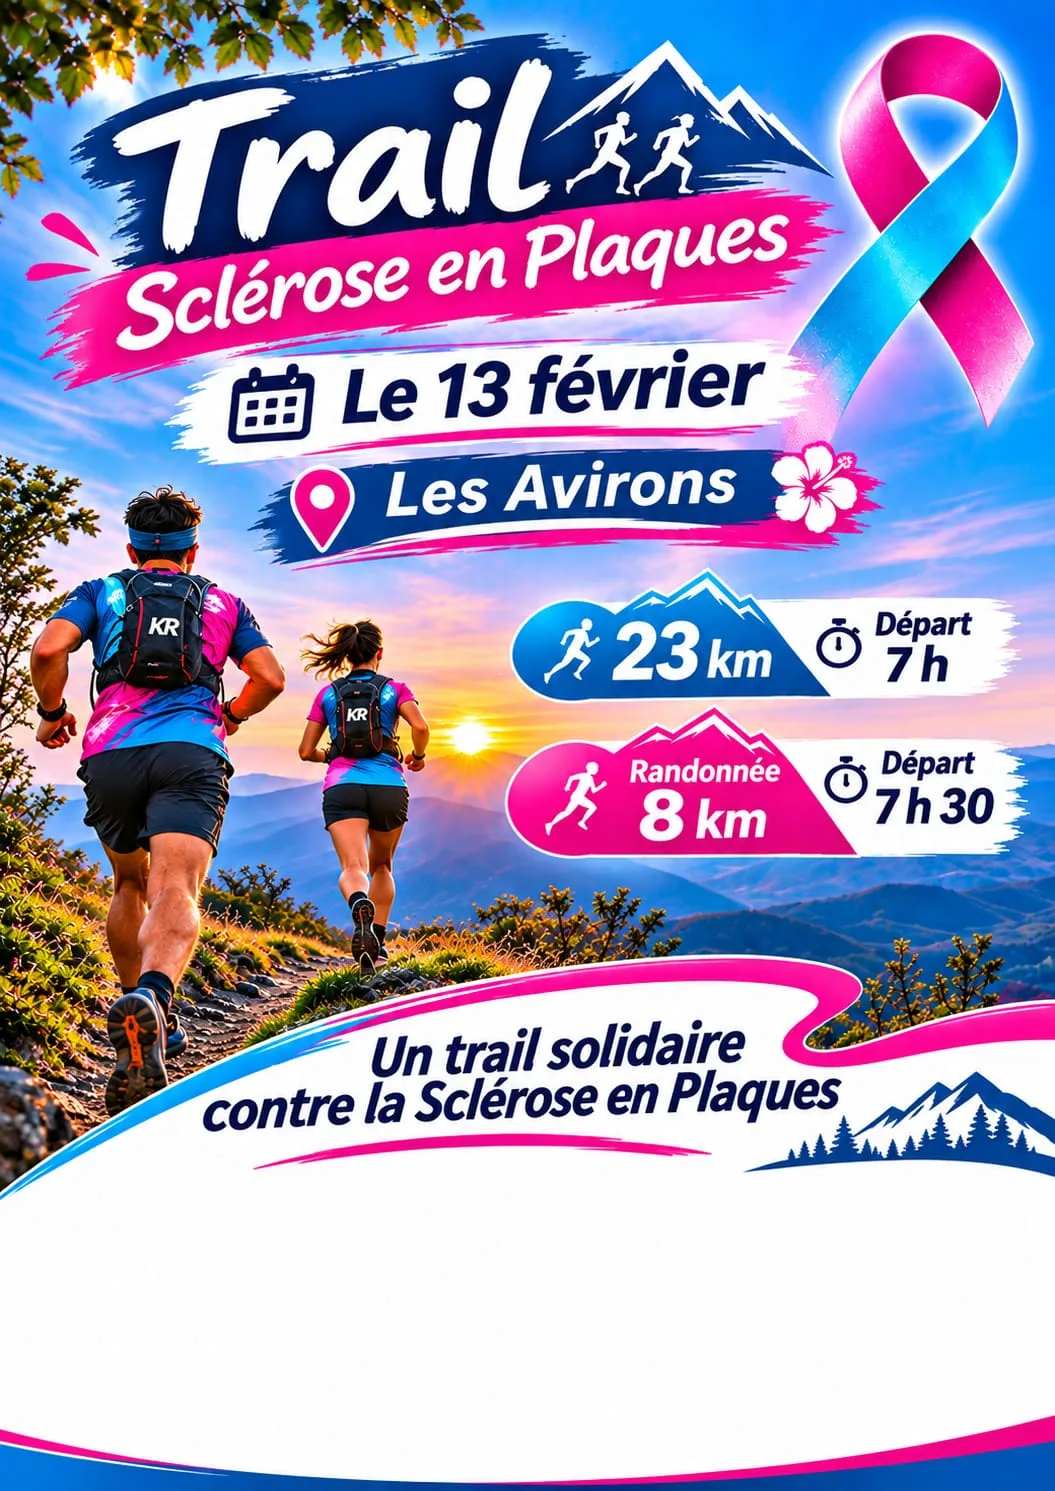 Trail
Sclérose en Plaques
Le 13 février
Les Avirons
23 km
Départ
7 h
Randonnée
8 km
Départ
7 h 30
KR
KR
Un trail solidaire
contre la Sclérose en Plaques